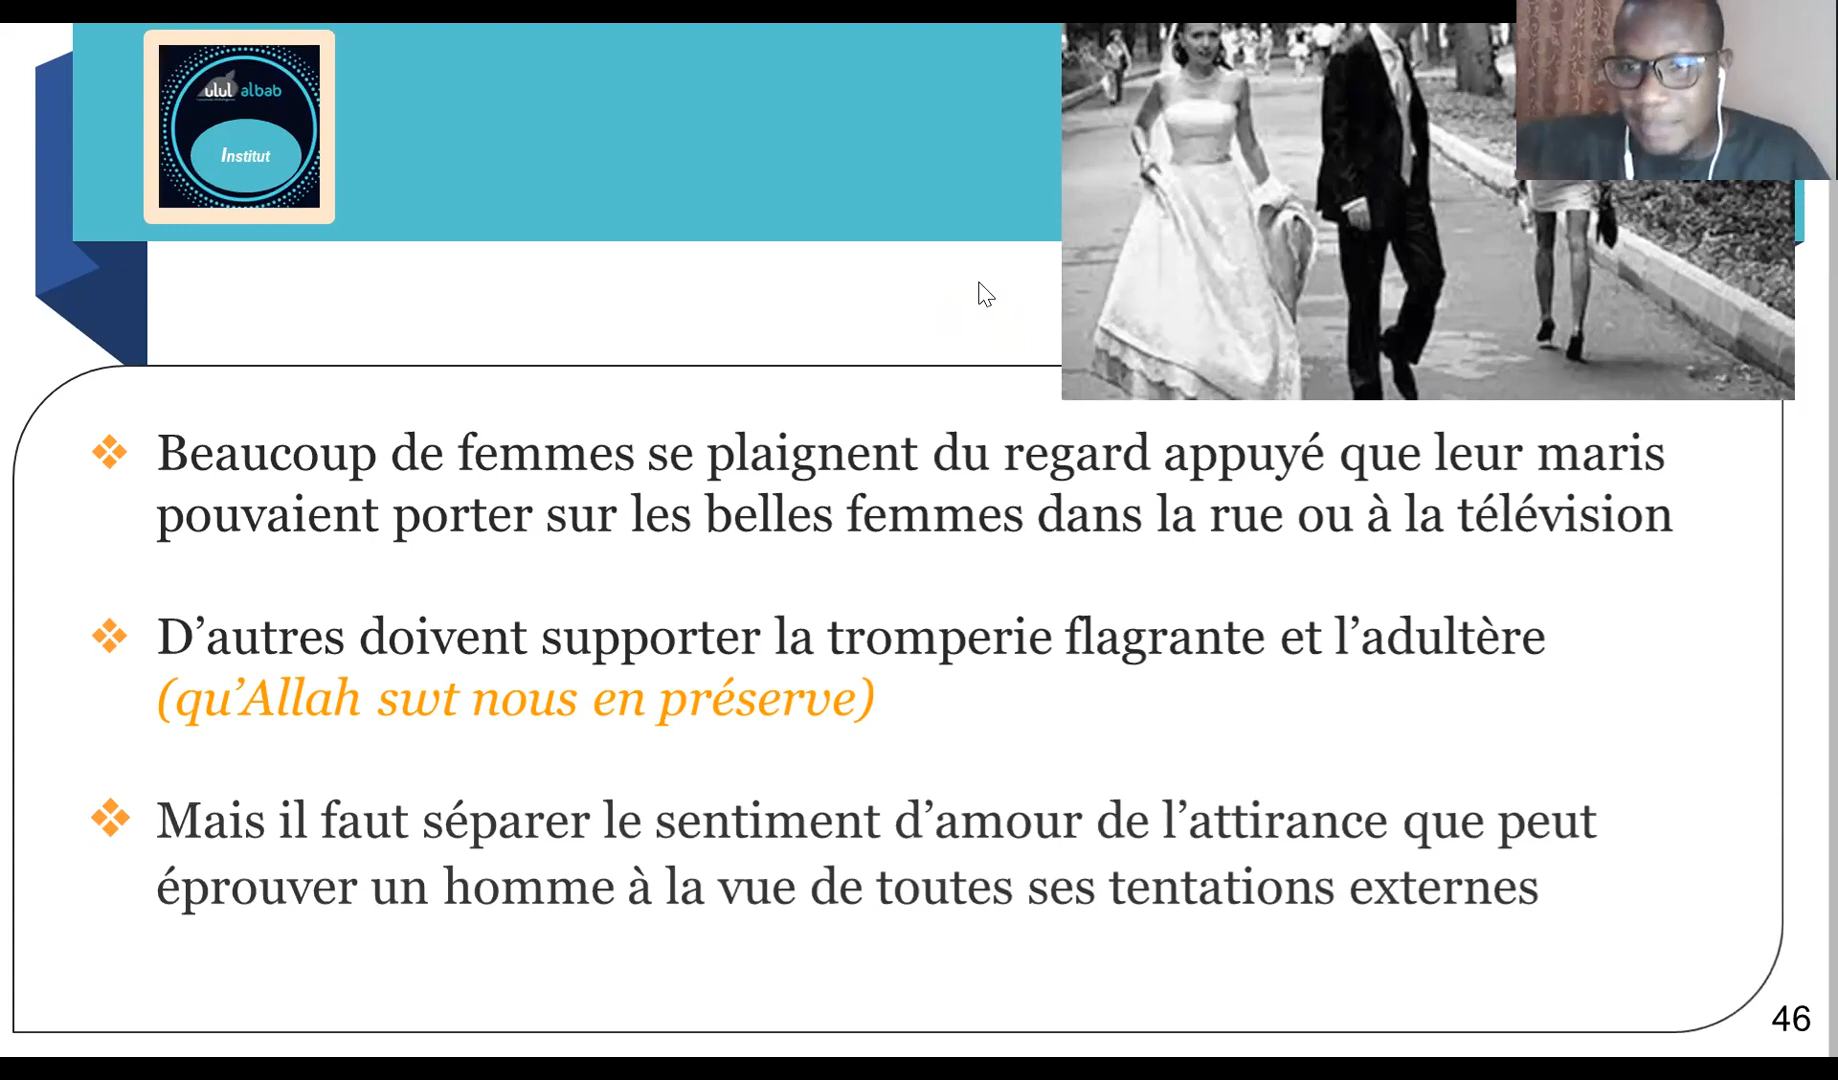 ulul albab
Institut
Beaucoup de femmes se plaignent du regard appuyé que leur maris
pouvaient porter sur les belles femmes dans la rue ou à la télévision
D’autres doivent supporter la tromperie flagrante et l’adultère
(qu’Allah swt nous en préserve)
Mais il faut séparer le sentiment d’amour de l’attirance que peut
éprouver un homme à la vue de toutes ses tentations externes
46